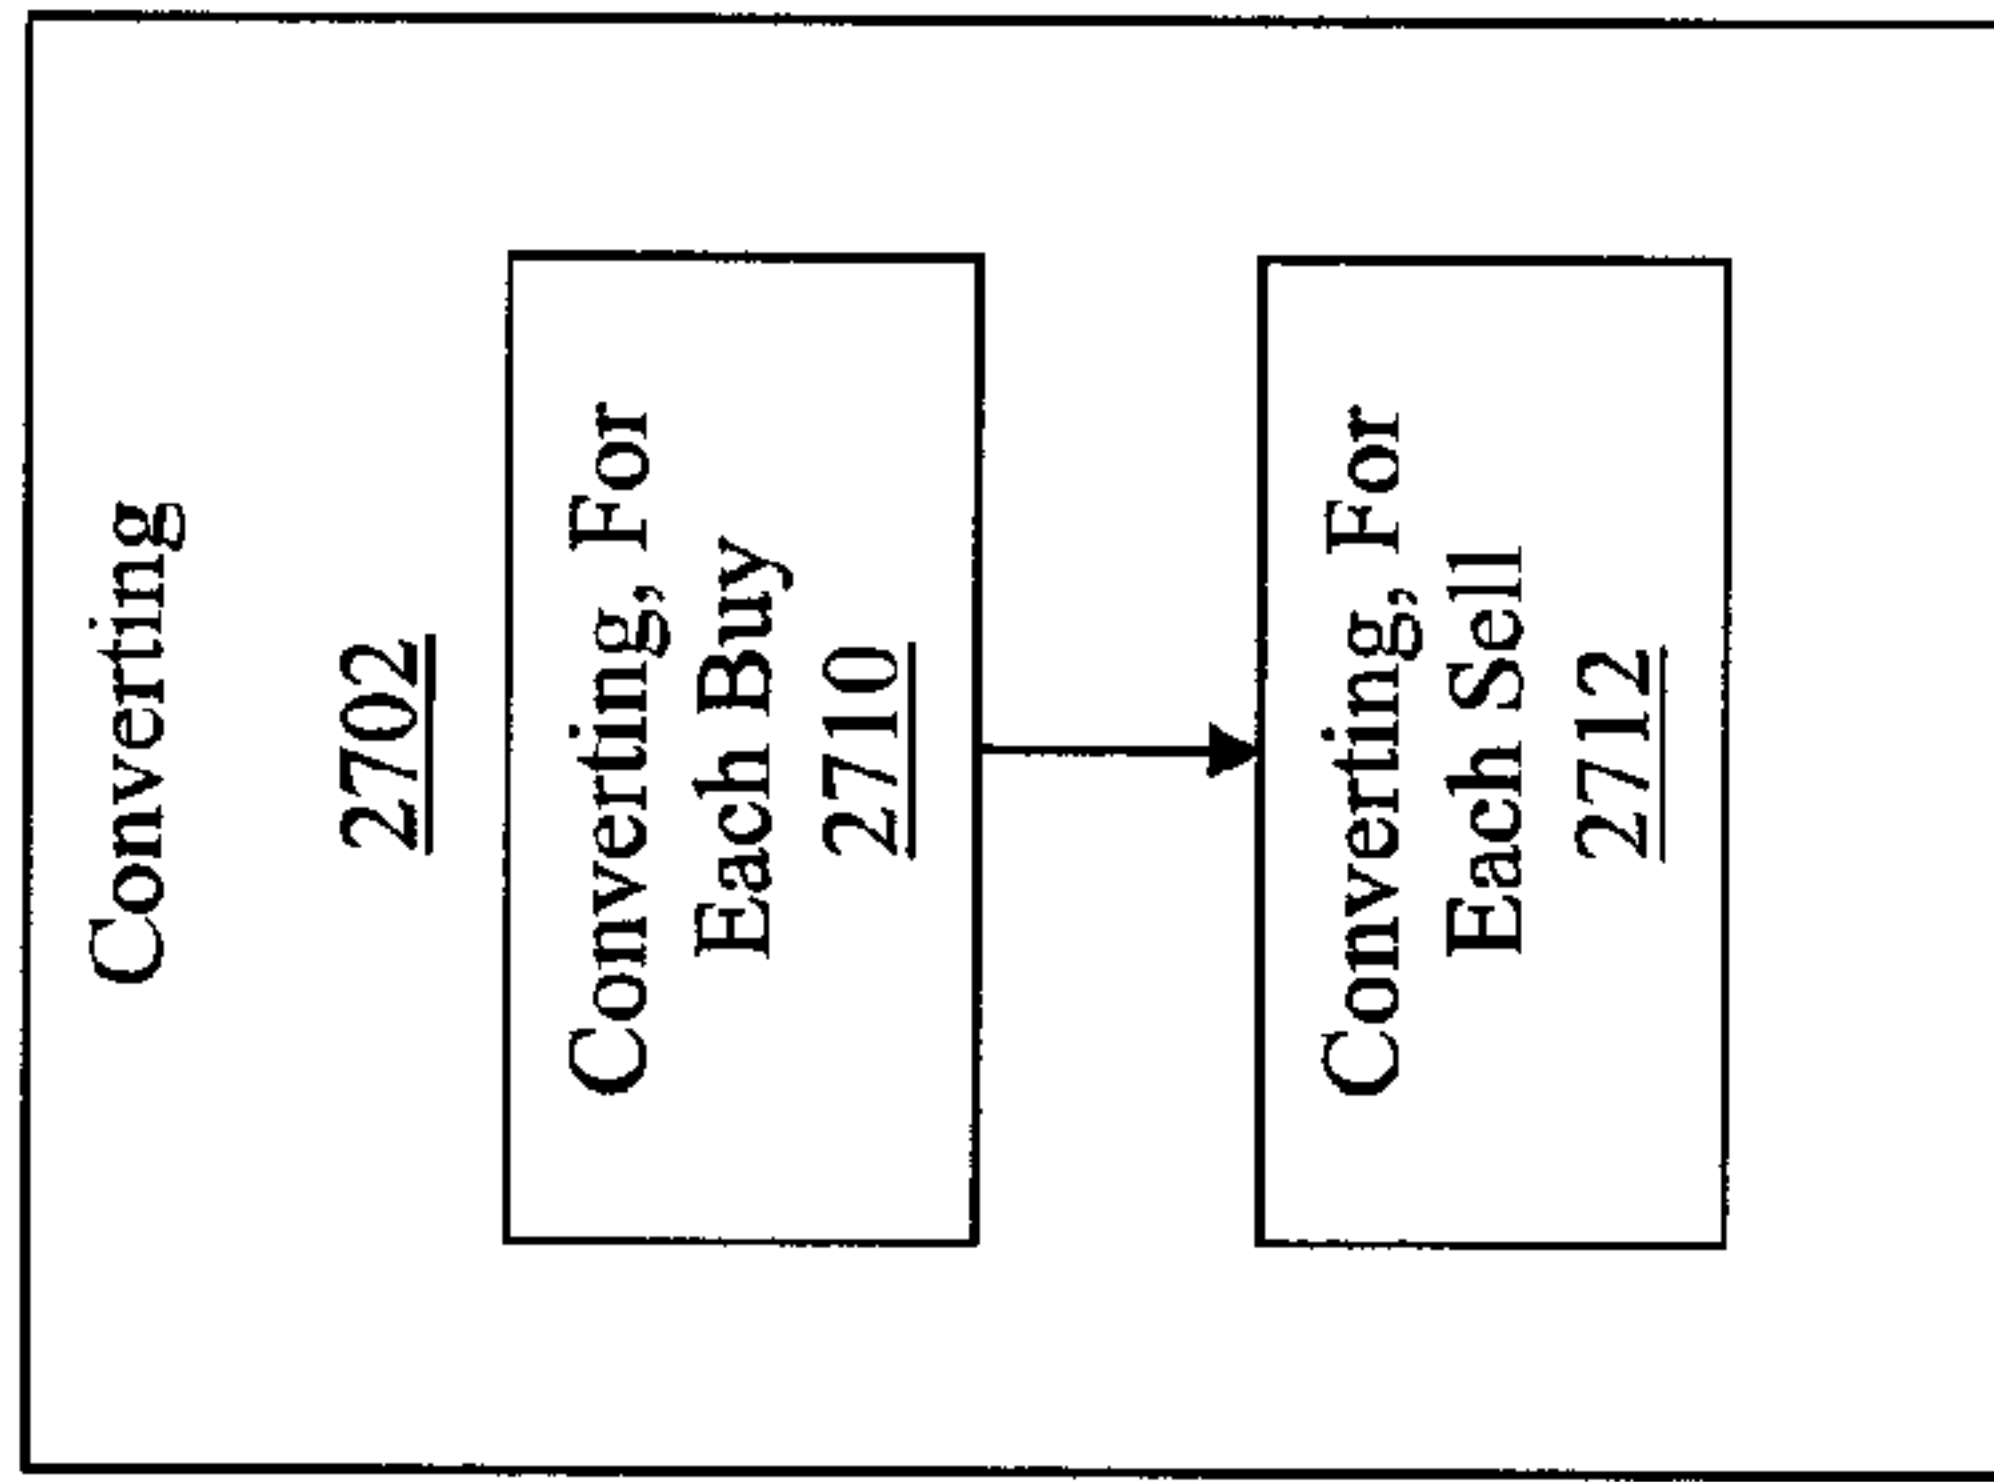 Converting
2702
Converting, For
Each Buy
2710
Converting, For
Each Sell
2712